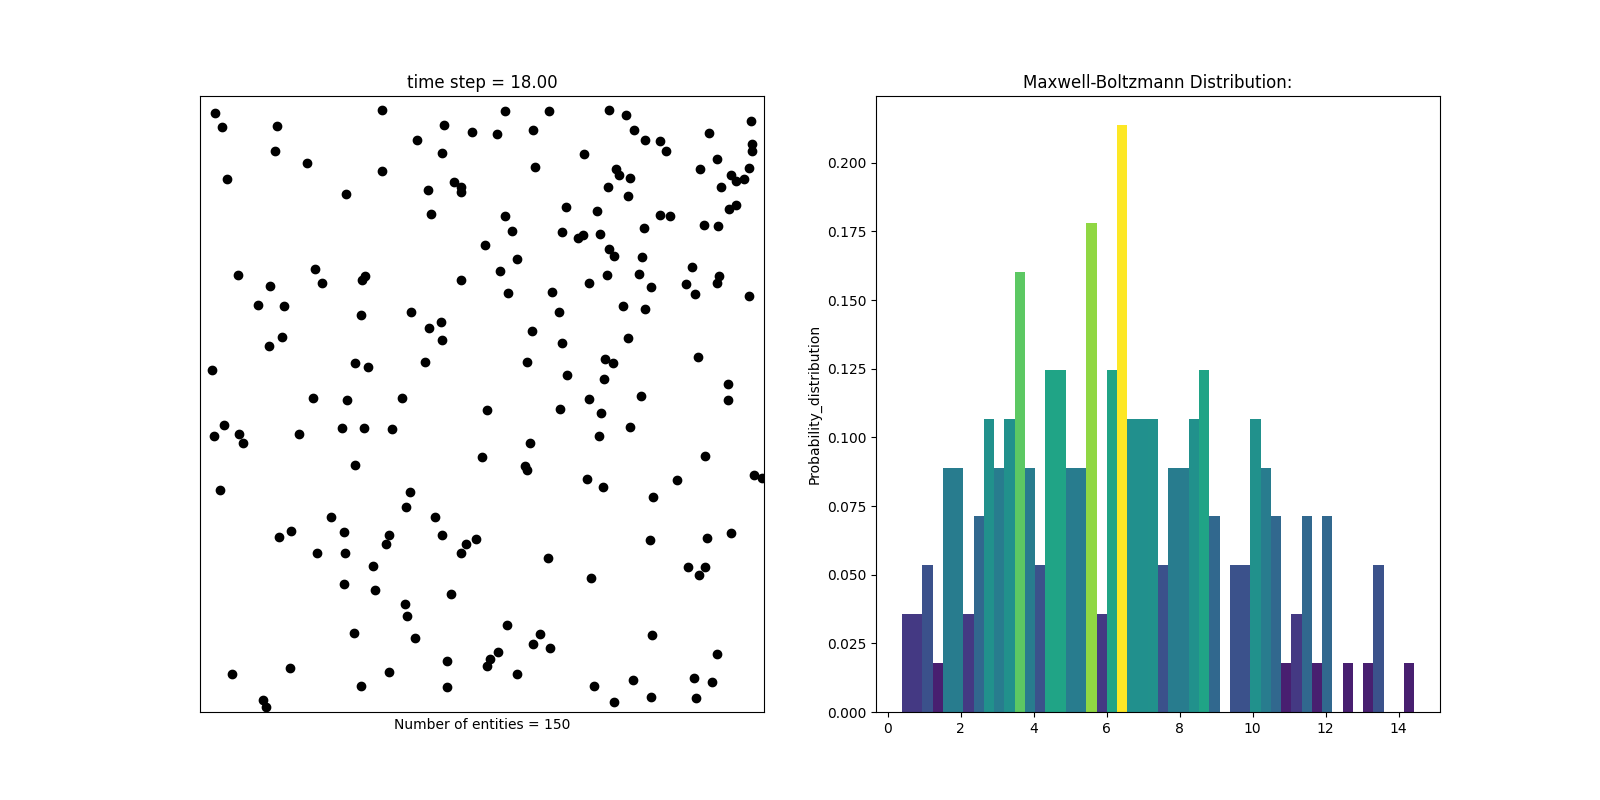 time step = 18.00
Number of entities = 150
Maxwell-Boltzmann Distribution:
Probability_distribution
0.200
0.175
0.150
0.125
0.100
0.075
0.050
0.025
0.000
0 2 4 6 8 10 12 14